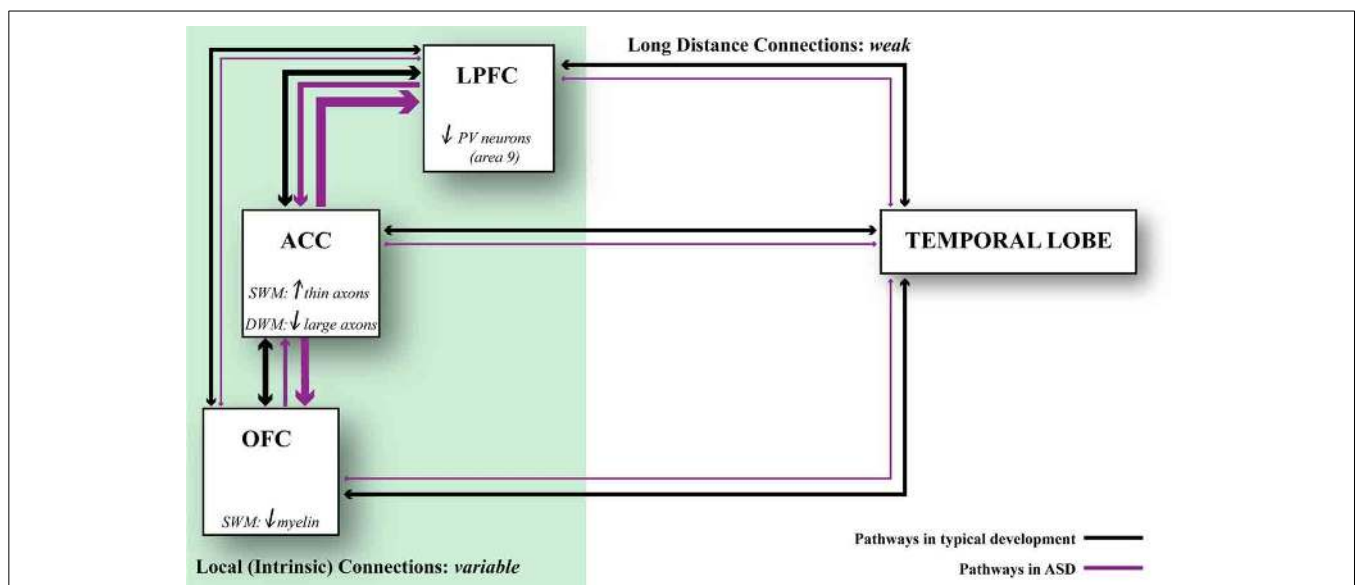 Long Distance Connections: weak
LPFC
↓ PV neurons
(area 9)
ACC
SWM: ↑ thin axons
DWM: ↓ large axons
TEMPORAL LOBE
OFC
SWM: ↓ myelin
Local (Intrinsic) Connections: variable
Pathways in typical development
Pathways in ASD